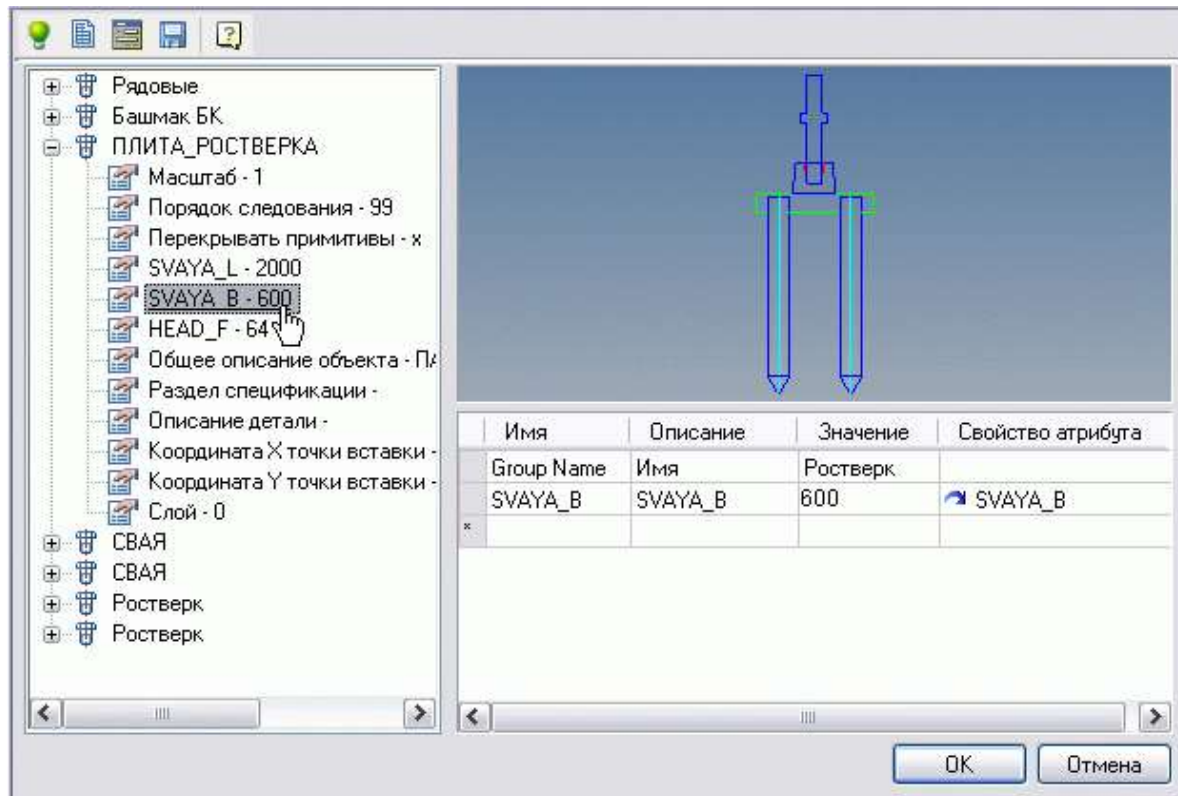 Рядовые
Башмак БК
ПЛИТА_РОСТВЕРКА
Масштаб - 1
Порядок следования - 99
Перекрывать примитивы - x
SVAYA_L - 2000
SVAYA_B - 600
HEAD_F - 64
Общее описание объекта -
Раздел спецификации -
Описание детали -
Координата X точки вставки -
Координата Y точки вставки -
Слой - 0
СВАЯ
СВАЯ
Ростверк
Ростверк
Имя Описание Значение Свойство атрибута
Group Name Имя Ростверк
SVAYA_B SVAYA_B 600 SVAYA_B
OK Отмена